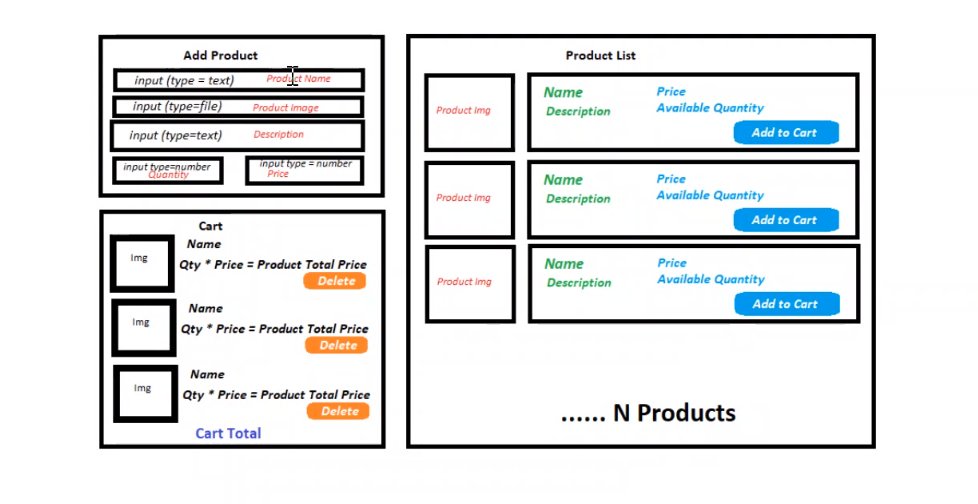 Add Product
input (type = text) Product Name
input (type=file) Product Image
input (type=text) Description
input type=number Quantity
input type = number Price
Cart
Img
Name
Qty * Price = Product Total Price
Delete
Img
Name
Qty * Price = Product Total Price
Delete
Img
Name
Qty * Price = Product Total Price
Delete
Cart Total
Product List
Product Img
Name
Description
Price
Available Quantity
Add to Cart
Product Img
Name
Description
Price
Available Quantity
Add to Cart
Product Img
Name
Description
Price
Available Quantity
Add to Cart
...... N Products